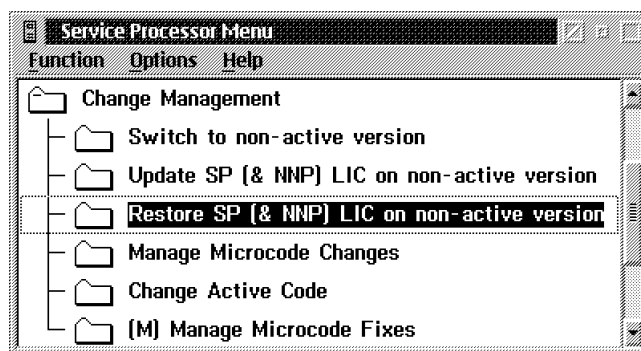 Service Processor Menu
Function Options Help
Change Management
Switch to non-active version
Update SP (& NNP) LIC on non-active version
Restore SP (& NNP) LIC on non-active version
Manage Microcode Changes
Change Active Code
(M) Manage Microcode Fixes